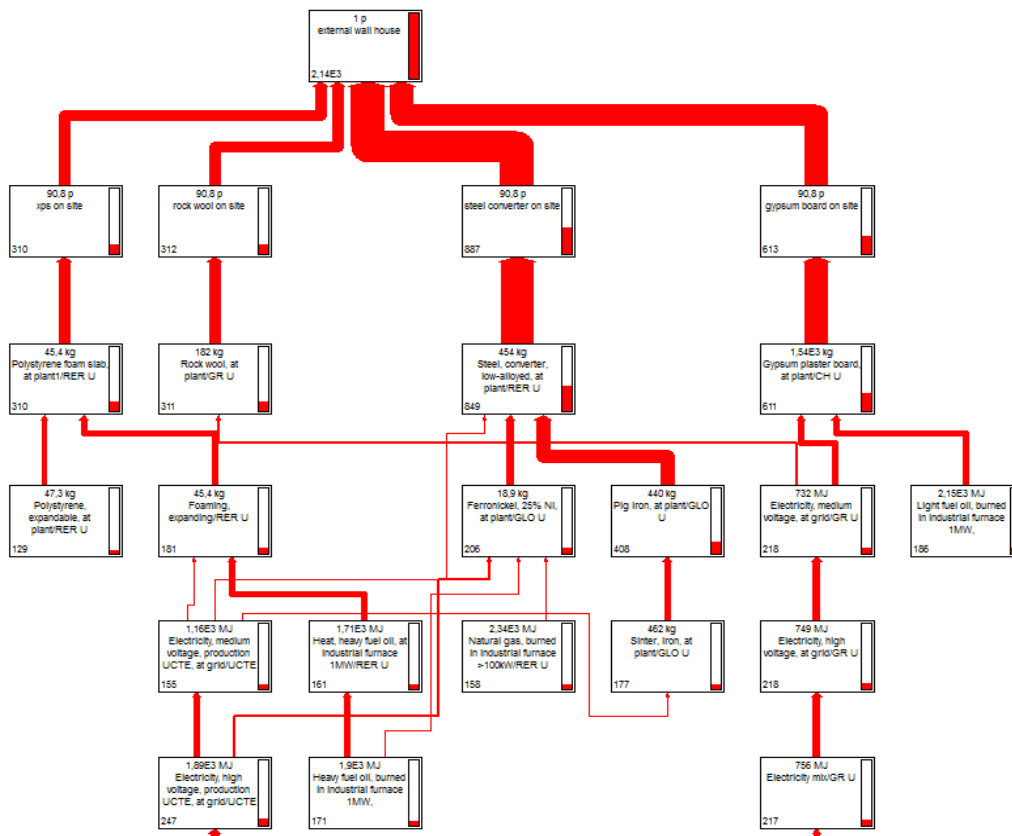 1 p
external wall house
2,14E3
90,8 p
xps on site
310
90,8 p
rock wool on site
312
90,8 p
steel converter on site
887
90,8 p
gypsum board on site
613
45,4 kg
Polystyrene foam slab,
at plant1/RER U
310
182 kg
Rock wool, at
plant/GR U
311
454 kg
Steel, converter,
low-alloyed, at
plant/RER U
849
1,54E3 kg
Gypsum plaster board,
at plant/CH U
611
47,3 kg
Polystyrene,
expandable, at
plant/RER U
129
45,4 kg
Foaming,
expanding/RER U
181
18,9 kg
Ferronickel, 25% Ni,
at plant/GLO U
206
440 kg
Pig iron, at plant/GLO
U
408
732 MJ
Electricity, medium
voltage, at grid/GR U
218
2,15E3 MJ
Light fuel oil, burned
in industrial furnace
1MW,
186
1,16E3 MJ
Electricity, medium
voltage, production
UCTE, at grid/UCTE
155
1,71E3 MJ
Heat, heavy fuel oil, at
industrial furnace
1MW/RER U
161
2,34E3 MJ
Natural gas, burned
in industrial furnace
>100kW/RER U
158
462 kg
Sinter, iron, at
plant/GLO U
177
749 MJ
Electricity, high
voltage, at grid/GR U
218
1,89E3 MJ
Electricity, high
voltage, production
UCTE, at grid/UCTE
247
1,9E3 MJ
Heavy fuel oil, burned
in industrial furnace
1MW,
171
756 MJ
Electricity mix/GR U
217